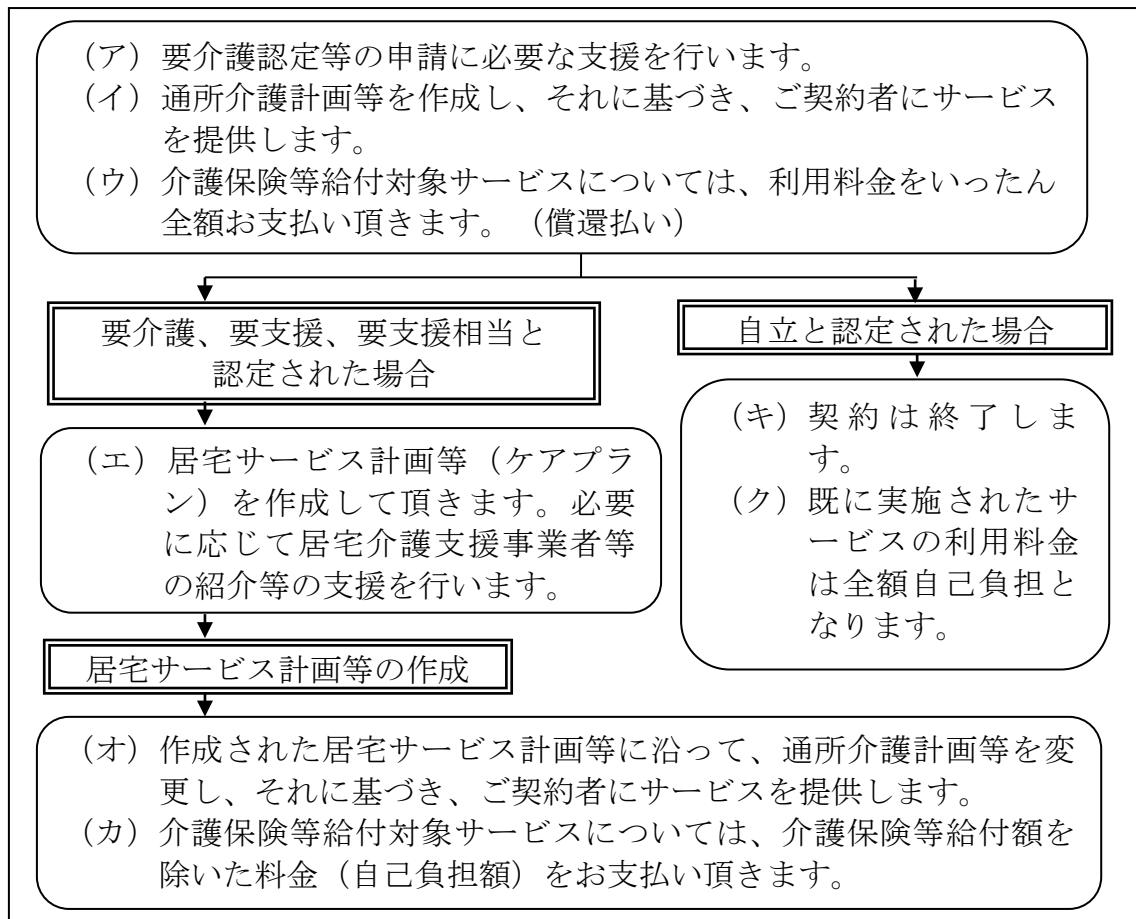 （ア）要介護認定等の申請に必要な支援を行います。
（イ）通所介護計画等を作成し、それに基づき、ご契約者にサービス
を提供します。
（ウ）介護保険等給付対象サービスについては、利用料金をいったん
全額お支払い頂きます。（償還払い）
要介護、要支援、要支援相当と
認定された場合
（エ）居宅サービス計画等（ケアプラ
ン）を作成して頂きます。必要
に応じて居宅介護支援事業者等
の紹介等の支援を行います。
居宅サービス計画等の作成
自立と認定された場合
（キ）契約は終了しま
す。
（ク）既に実施されたサ
ービスの利用料金
は全額自己負担と
なります。
（オ）作成された居宅サービス計画等に沿って、通所介護計画等を変
更し、それに基づき、ご契約者にサービスを提供します。
（カ）介護保険等給付対象サービスについては、介護保険等給付額を
除いた料金（自己負担額）をお支払い頂きます。